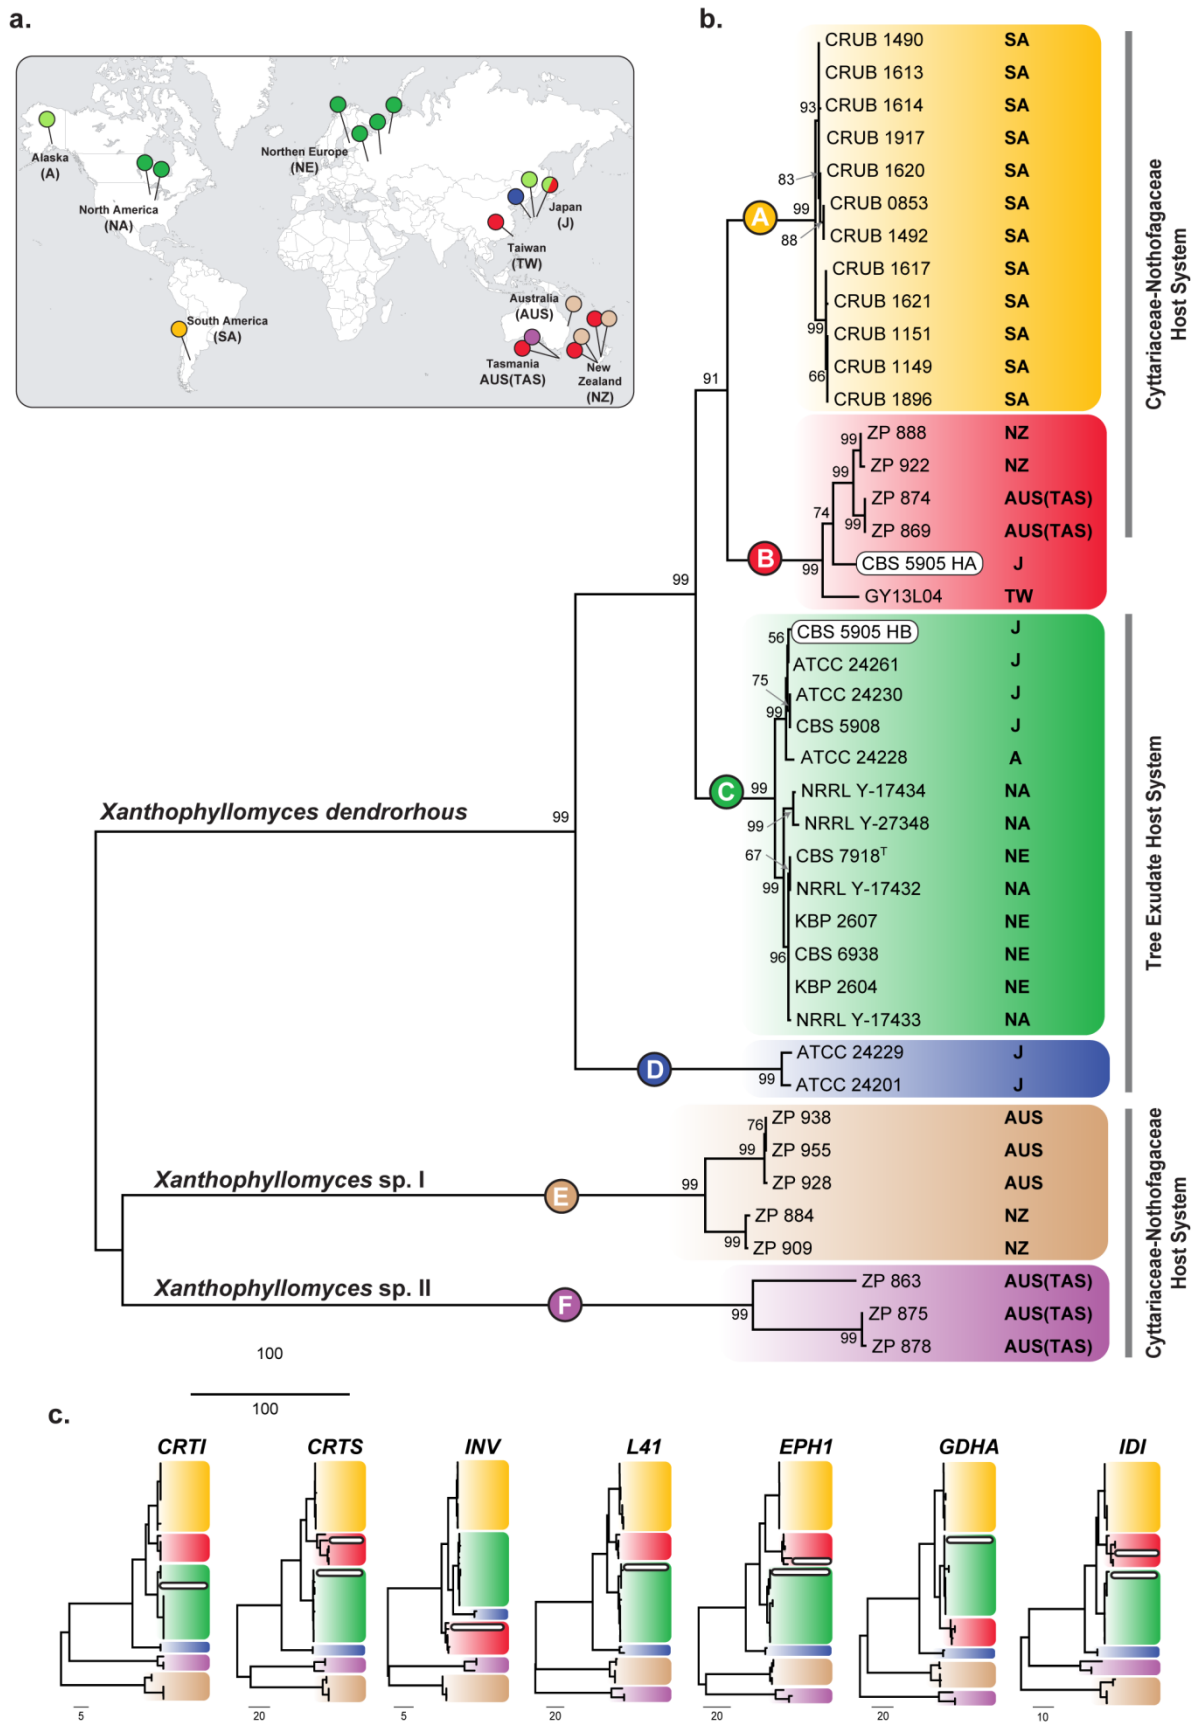 a.
Alaska
(A)
North America
(NA)
Northen Europe
(NE)
Japan
(J)
Taiwan
(TW)
Australia
(AUS)
South America
(SA)
Tasmania
AUS(TAS)
New
Zealand
(NZ)
b.
CRUB 1490 SA
CRUB 1613 SA
93 CRUB 1614 SA
CRUB 1917 SA
83 CRUB 1620 SA
99 CRUB 0853 SA
88 CRUB 1492 SA
CRUB 1617 SA
CRUB 1621 SA
99 CRUB 1151 SA
66 CRUB 1149 SA
CRUB 1896 SA
A
Cyttariaceae-Nothofagaceae
Host System
91
99 ZP 888 NZ
99 ZP 922 NZ
ZP 874 AUS(TAS)
74 99 ZP 869 AUS(TAS)
B
99 CBS 5905 HA J
GY13L04 TW
99
56 CBS 5905 HB J
ATCC 24261 J
75 ATCC 24230 J
99 CBS 5908 J
ATCC 24228 A
C
99 NRRL Y-17434 NA
99 NRRL Y-27348 NA
67 CBS 7918T NE
99 NRRL Y-17432 NA
KBP 2607 NE
96 CBS 6938 NE
KBP 2604 NE
NRRL Y-17433 NA
Tree Exudate Host System
Xanthophyllomyces dendrorhous
99
D
ATCC 24229 J
99 ATCC 24201 J
76 ZP 938 AUS
99 ZP 955 AUS
ZP 928 AUS
Xanthophyllomyces sp. I
E
99
ZP 884 NZ
99 ZP 909 NZ
Xanthophyllomyces sp. II
F
ZP 863 AUS(TAS)
99 ZP 875 AUS(TAS)
99 ZP 878 AUS(TAS)
Cyttariaceae-Nothofagaceae
Host System
100
100
c.
CRTI
CRTS
INV
L41
EPH1
GDHA
IDI
5
20
5
20
20
20
10